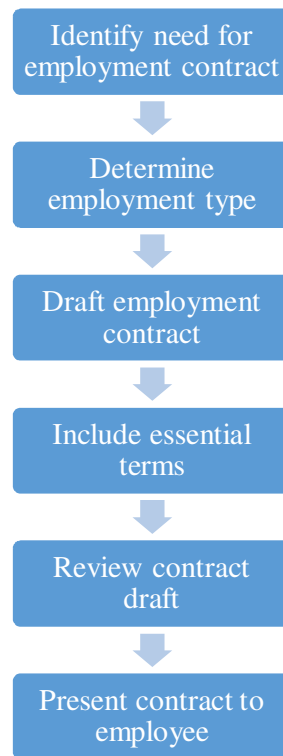 Identify need for
employment contract
Determine
employment type
Draft employment
contract
Include essential
terms
Review contract
draft
Present contract to
employee